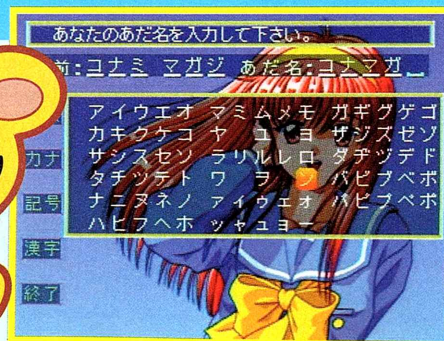 あなたのあだ名を入力して下さい。
前:コナミ マガジ あだ名:コナマガ_
アイウエオ マミムメモ ガギグゲゴ
カキクケコ ヤ ユ ヨ ザジズゼゾ
カナ サシスセソ ラリルレロ ダヂヅデド
タチツテト ワ ヲ ン バビブベボ
記号 ナニヌネノ ァィゥェォ パピプペポ
ハヒフヘホ ッャュョー
漢字
終了